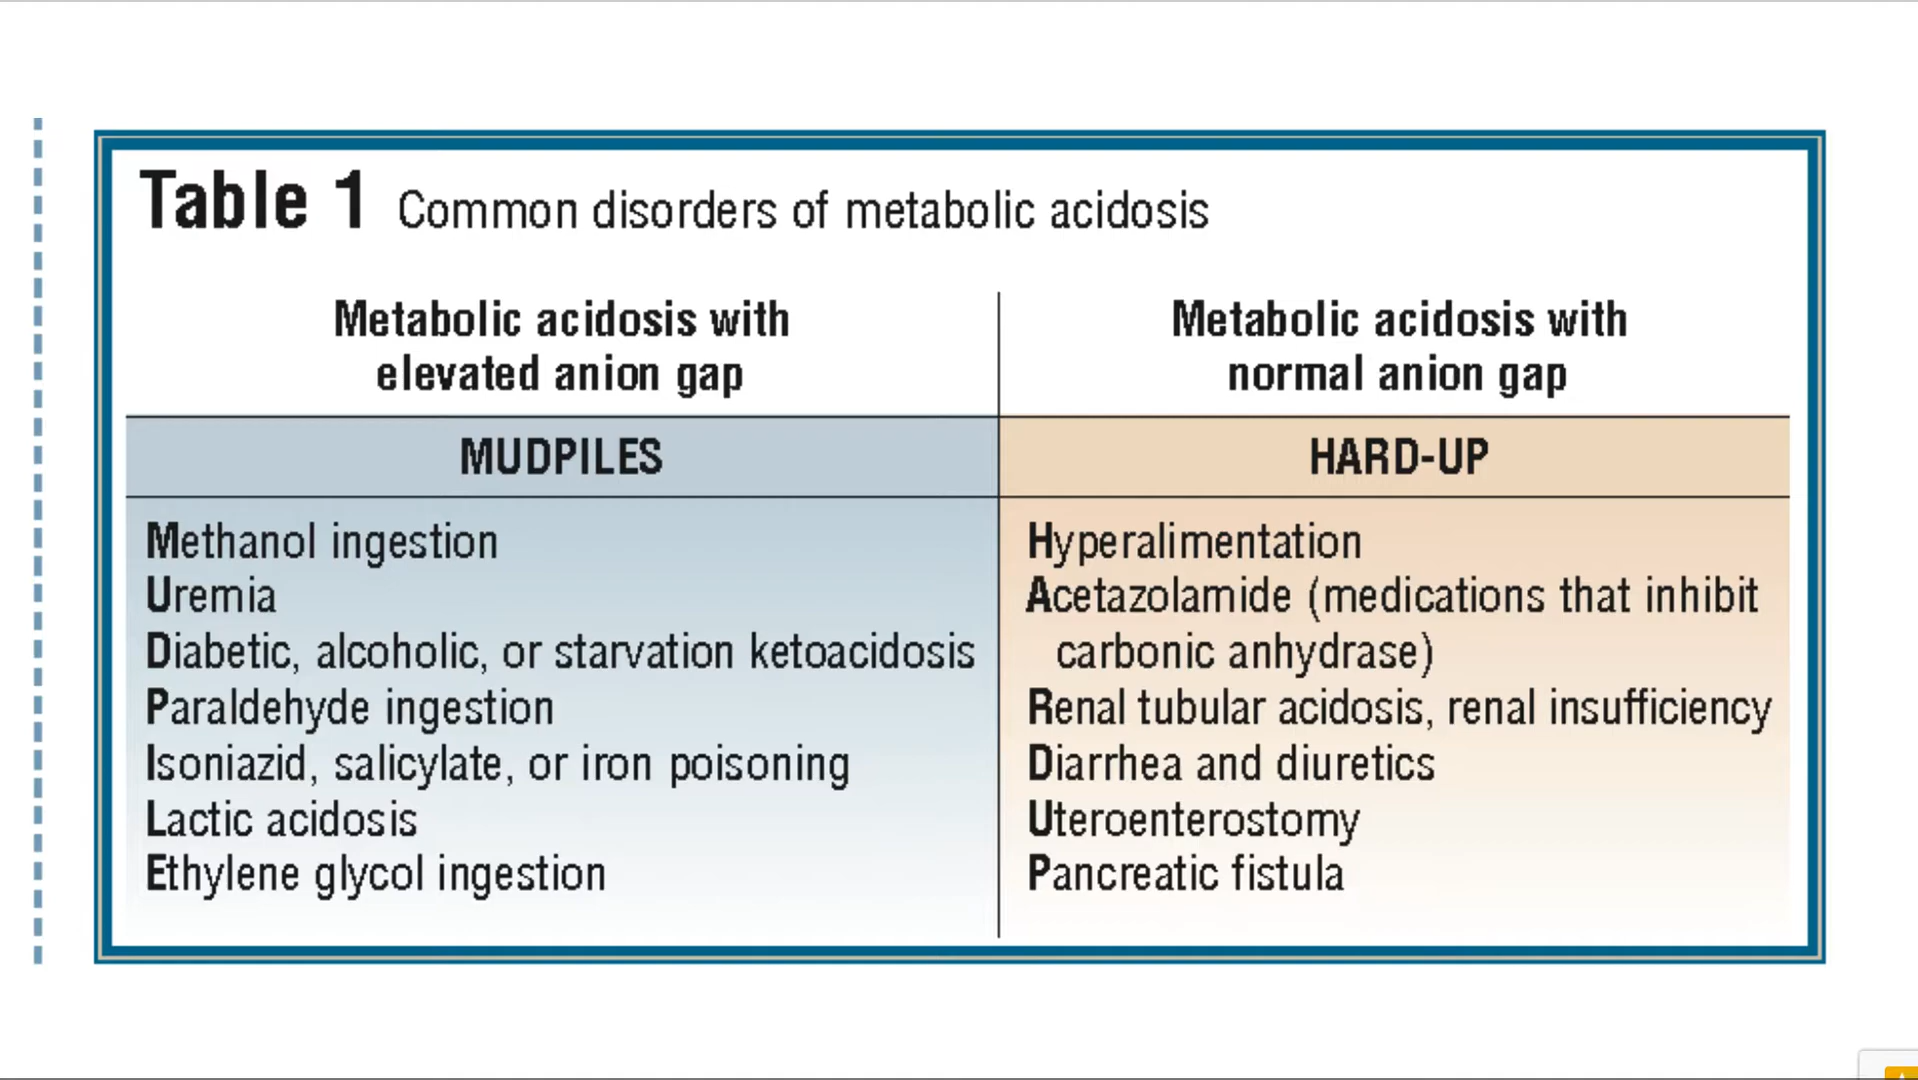 Table 1 Common disorders of metabolic acidosis
Metabolic acidosis with
elevated anion gap
MUDPILES
Methanol ingestion
Uremia
Diabetic, alcoholic, or starvation ketoacidosis
Paraldehyde ingestion
Isoniazid, salicylate, or iron poisoning
Lactic acidosis
Ethylene glycol ingestion
Metabolic acidosis with
normal anion gap
HARD-UP
Hyperalimentation
Acetazolamide (medications that inhibit
carbonic anhydrase)
Renal tubular acidosis, renal insufficiency
Diarrhea and diuretics
Uteroenterostomy
Pancreatic fistula